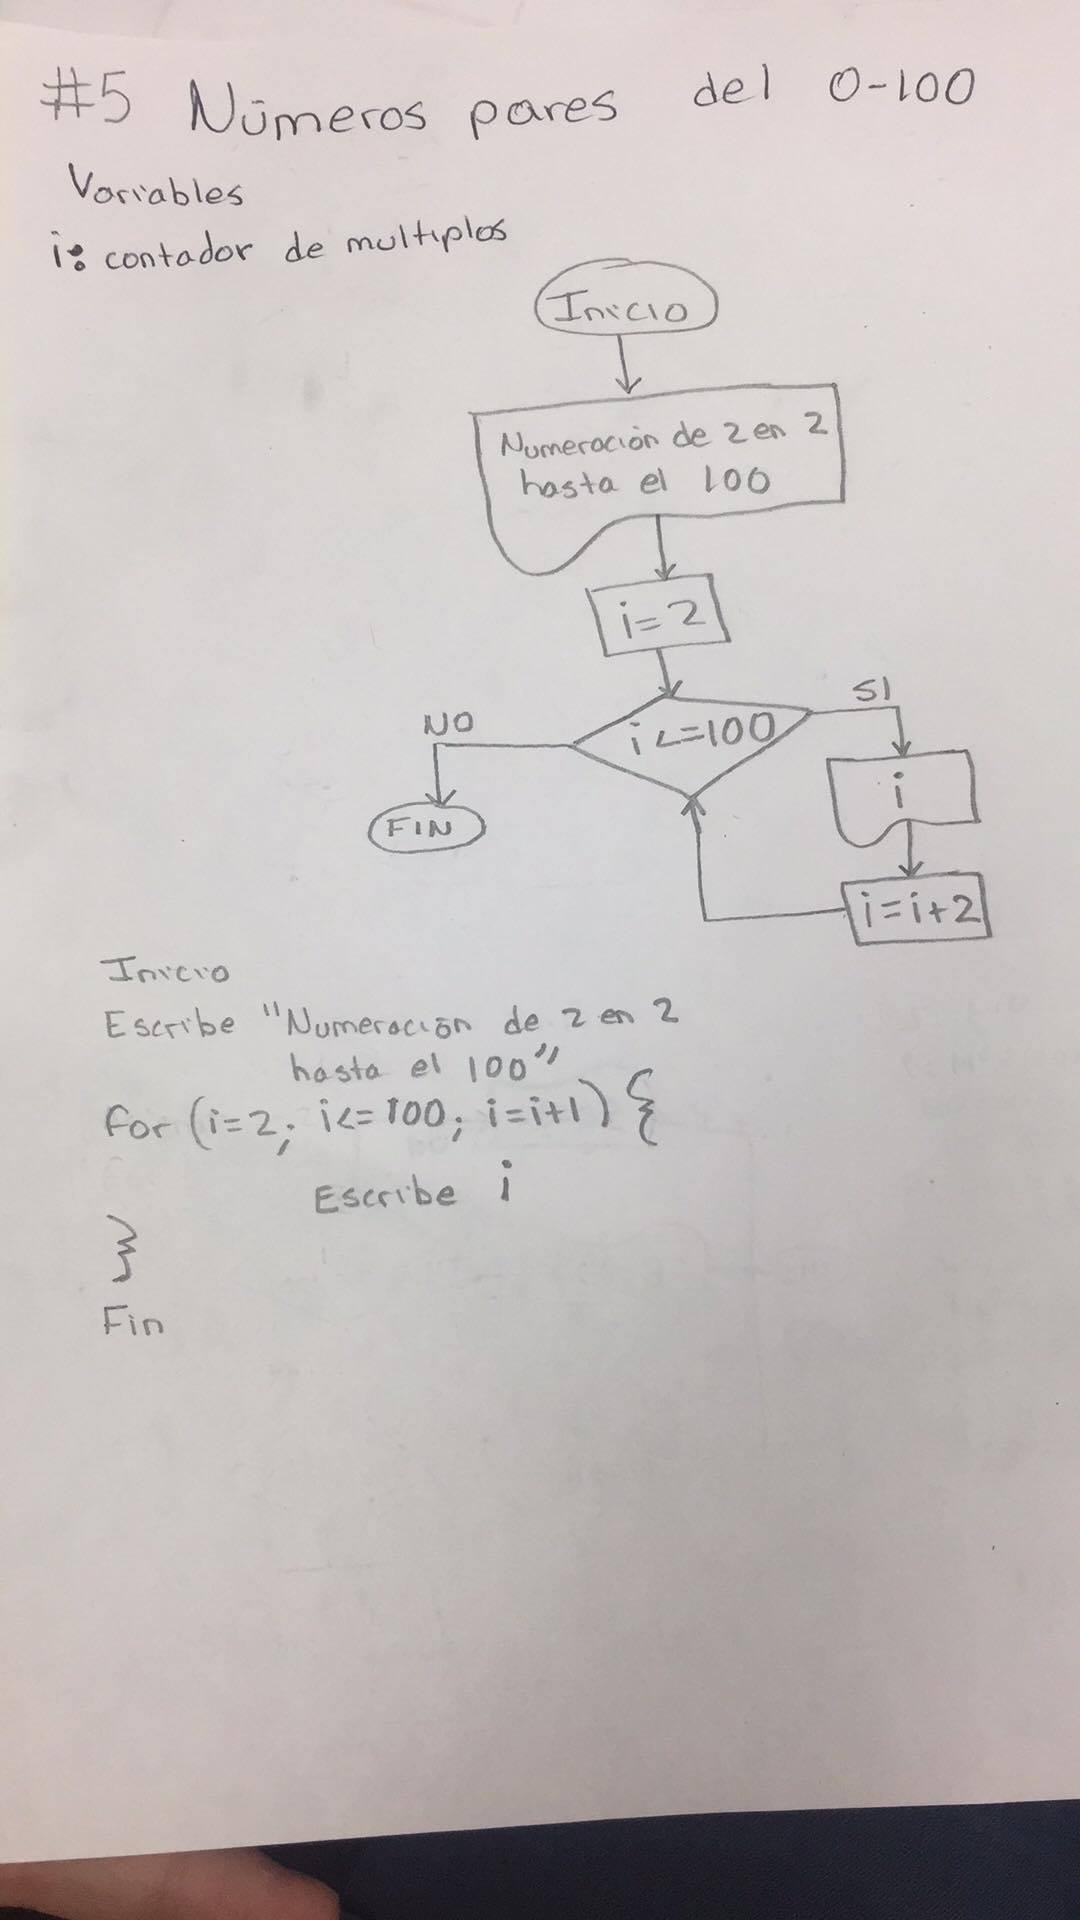 #5 Números pares del 0-100
Variables
i: contador de multiplos
Inicio
Numeración de 2 en 2
hasta el 100
i=2
i<=100
SI
NO
i
FIN
i=i+2
Inicio
Escribe "Numeración de 2 en 2
hasta el 100"
for (i=2; i<=100; i=i+1) {
Escribe i
}
Fin